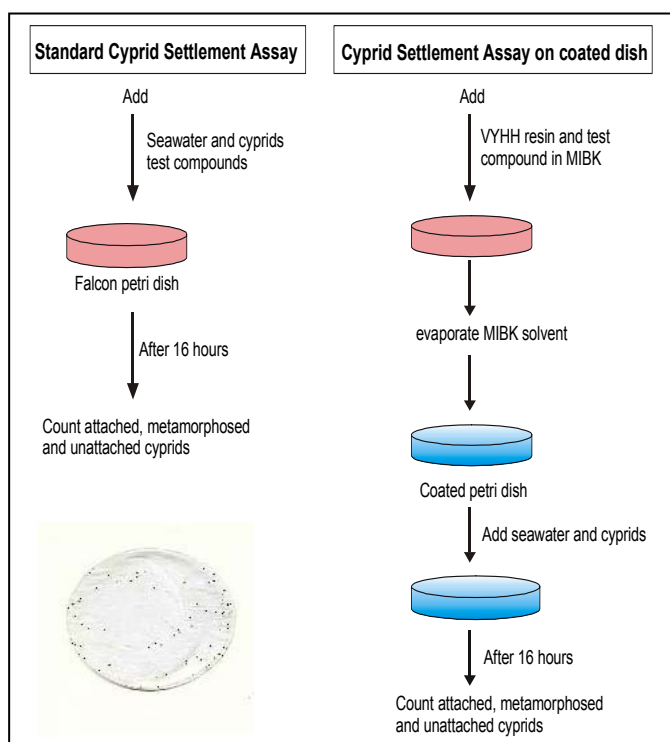 Standard Cyprid Settlement Assay
Add
Seawater and cyprids
test compounds
Falcon petri dish
After 16 hours
Count attached, metamorphosed
and unattached cyprids
Cyprid Settlement Assay on coated dish
Add
VYHH resin and test
compound in MIBK
evaporate MIBK solvent
Coated petri dish
Add seawater and cyprids
After 16 hours
Count attached, metamorphosed
and unattached cyprids